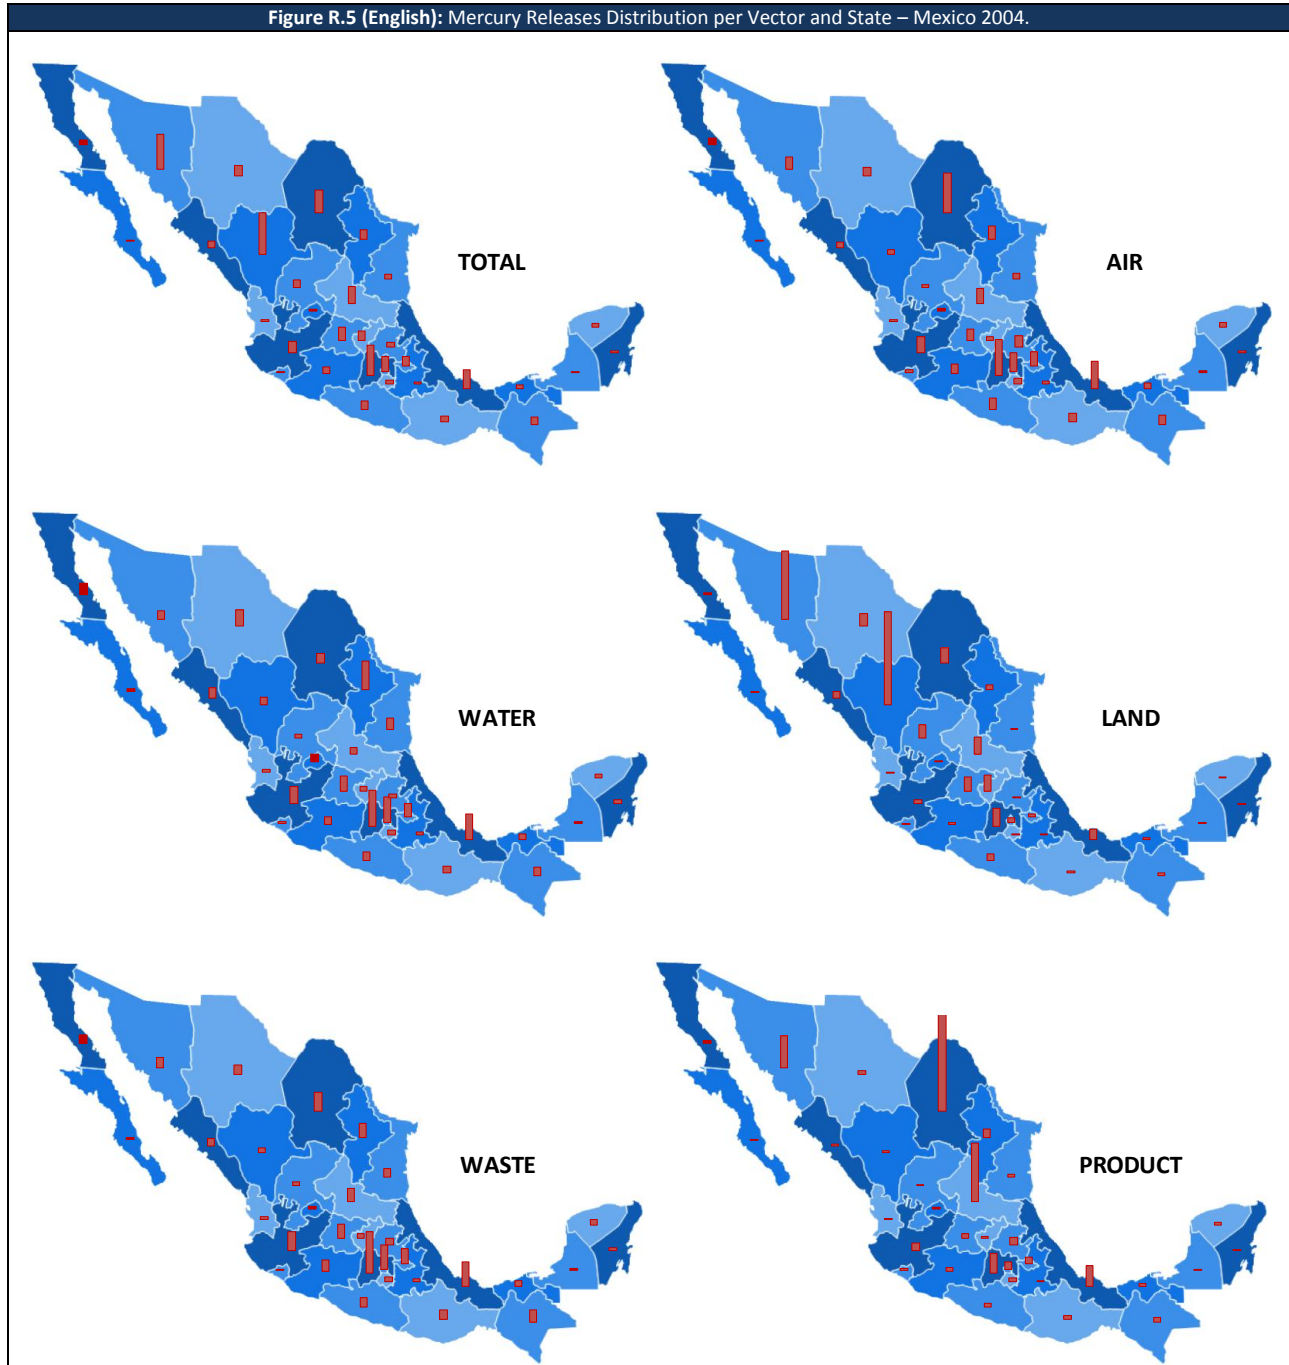 Figure R.5 (English): Mercury Releases Distribution per Vector and State – Mexico 2004.
TOTAL
AIR
WATER
LAND
WASTE
PRODUCT